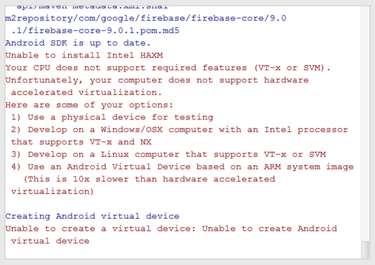 m2repository/com/google/firebase/firebase-core/9.0
.1/firebase-core-9.0.1.pom.md5
Android SDK is up to date.
Unable to install Intel HAXM
Your CPU does not support required features (VT-x or SVM).
Unfortunately, your computer does not support hardware
accelerated virtualization.
Here are some of your options:
1) Use a physical device for testing
2) Develop on a Windows/OSX computer with an Intel processor
that supports VT-x and NX
3) Develop on a Linux computer that supports VT-x or SVM
4) Use an Android Virtual Device based on an ARM system image
(This is 10x slower than hardware accelerated
virtualization)
Creating Android virtual device
Unable to create a virtual device: Unable to create Android
virtual device